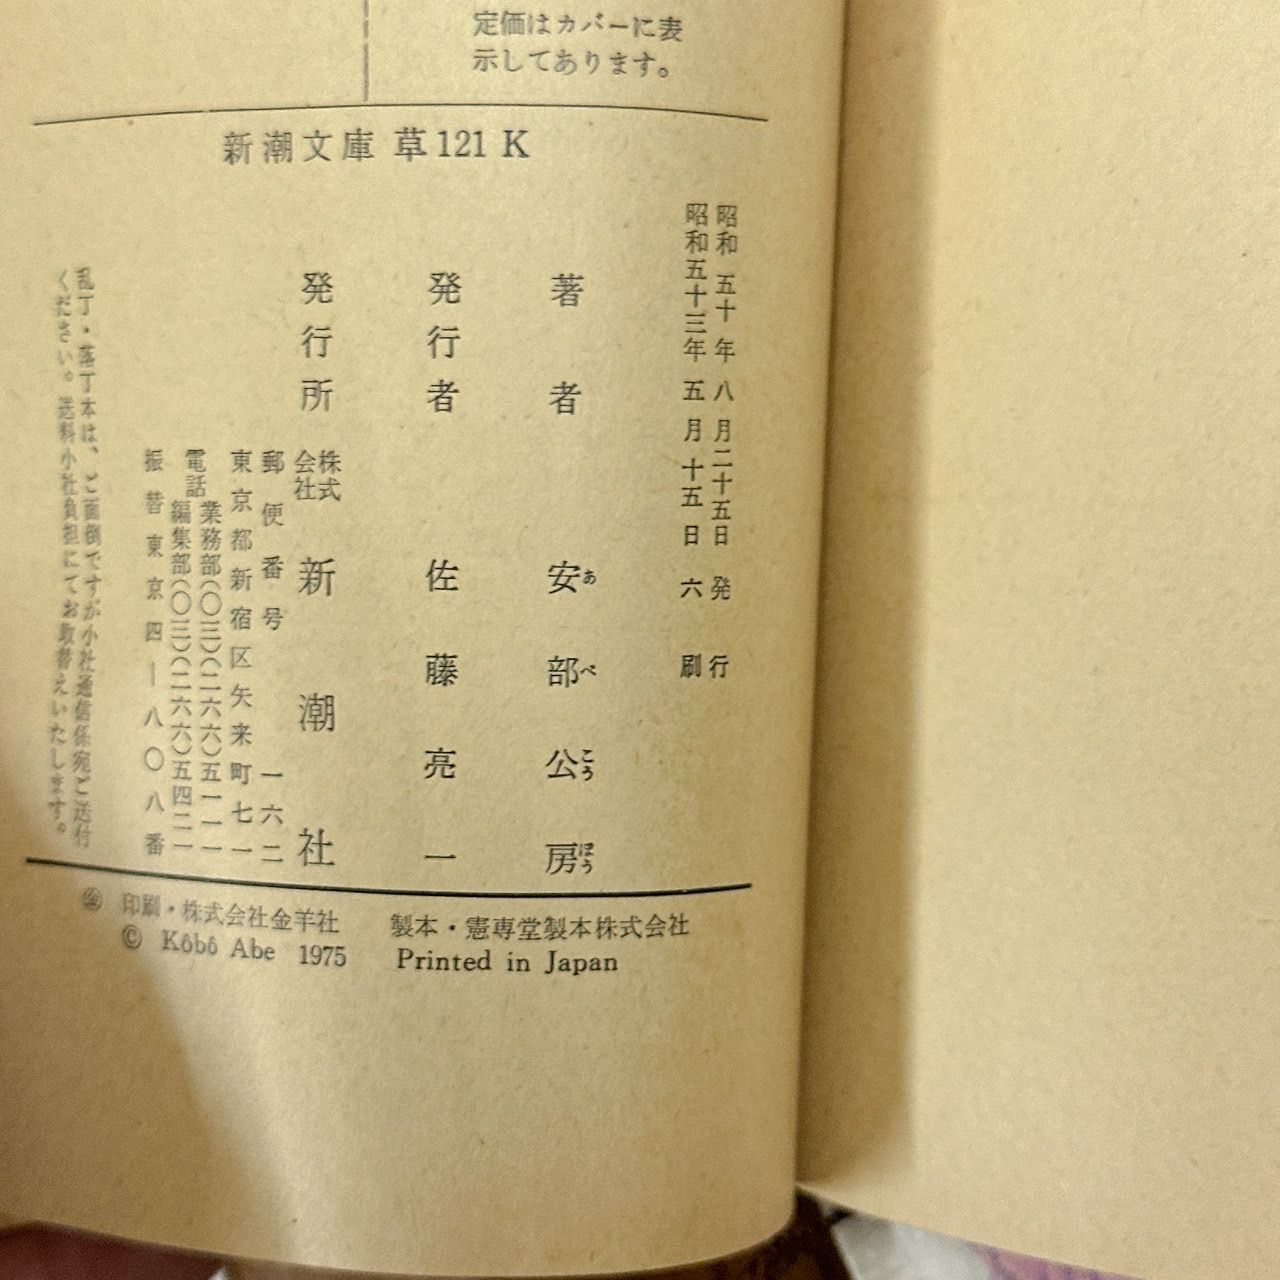 定価はカバーに表
示してあります。
新潮文庫 草121 K
昭和五十年八月二十五日発行
昭和五十三年五月十五日六刷
著者 安部公房
あべこうぼう
発行者 佐藤亮一
発行所 株式会社 新潮社
郵便番号 一六二
東京都新宿区矢来町七一
電話 業務部(〇三)(二六六)五一一一
編集部(〇三)(二六六)五四二一
振替東京四―八〇八番
乱丁・落丁本は、ご面倒ですが小社通信係宛ご送付
ください。送料小社負担にてお取替えいたします。
印刷・株式会社金羊社 製本・憲専堂製本株式会社
© Kôbô Abe 1975 Printed in Japan